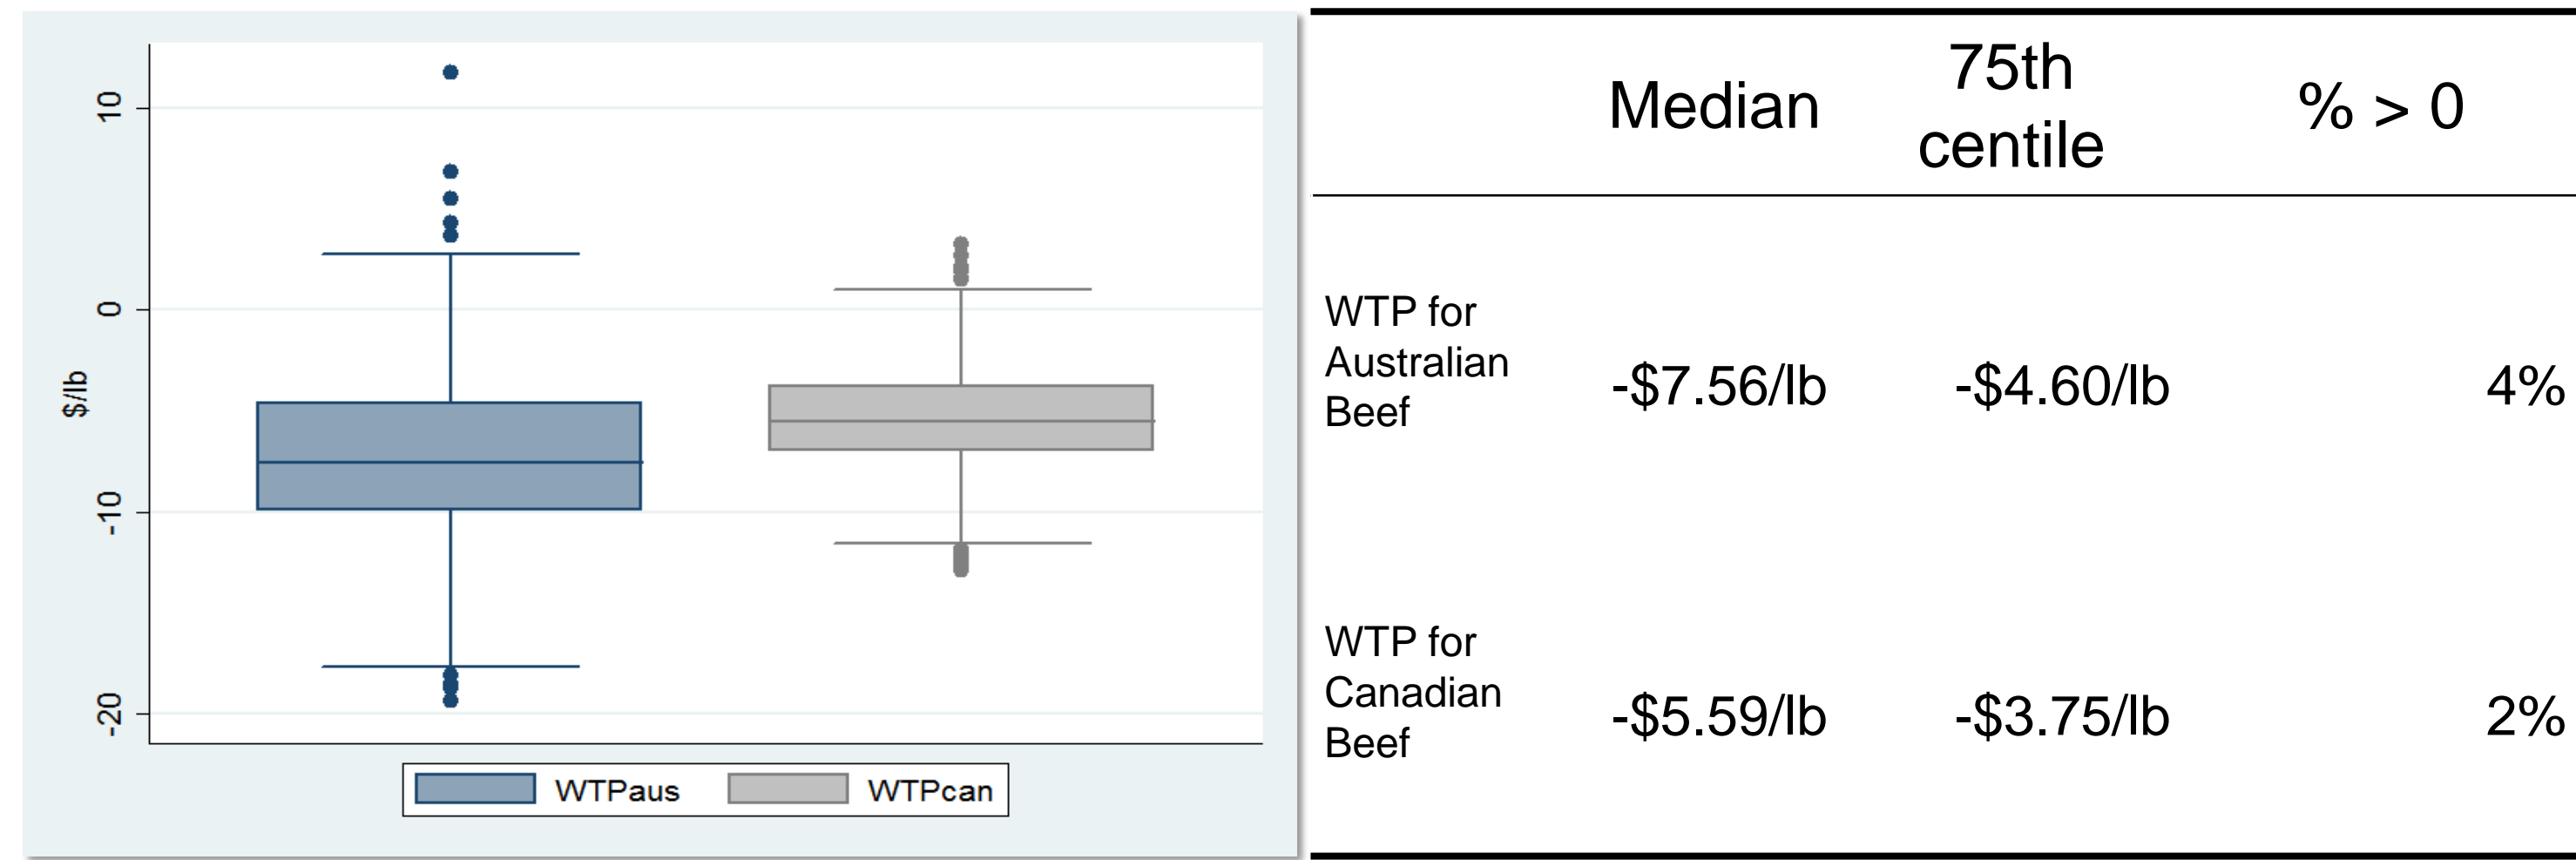 10
0
-10
-20
$/lb
WTPaus
WTPcan
Median
75th
centile
% > 0
WTP for
Australian
Beef
-$7.56/lb
-$4.60/lb
4%
WTP for
Canadian
Beef
-$5.59/lb
-$3.75/lb
2%